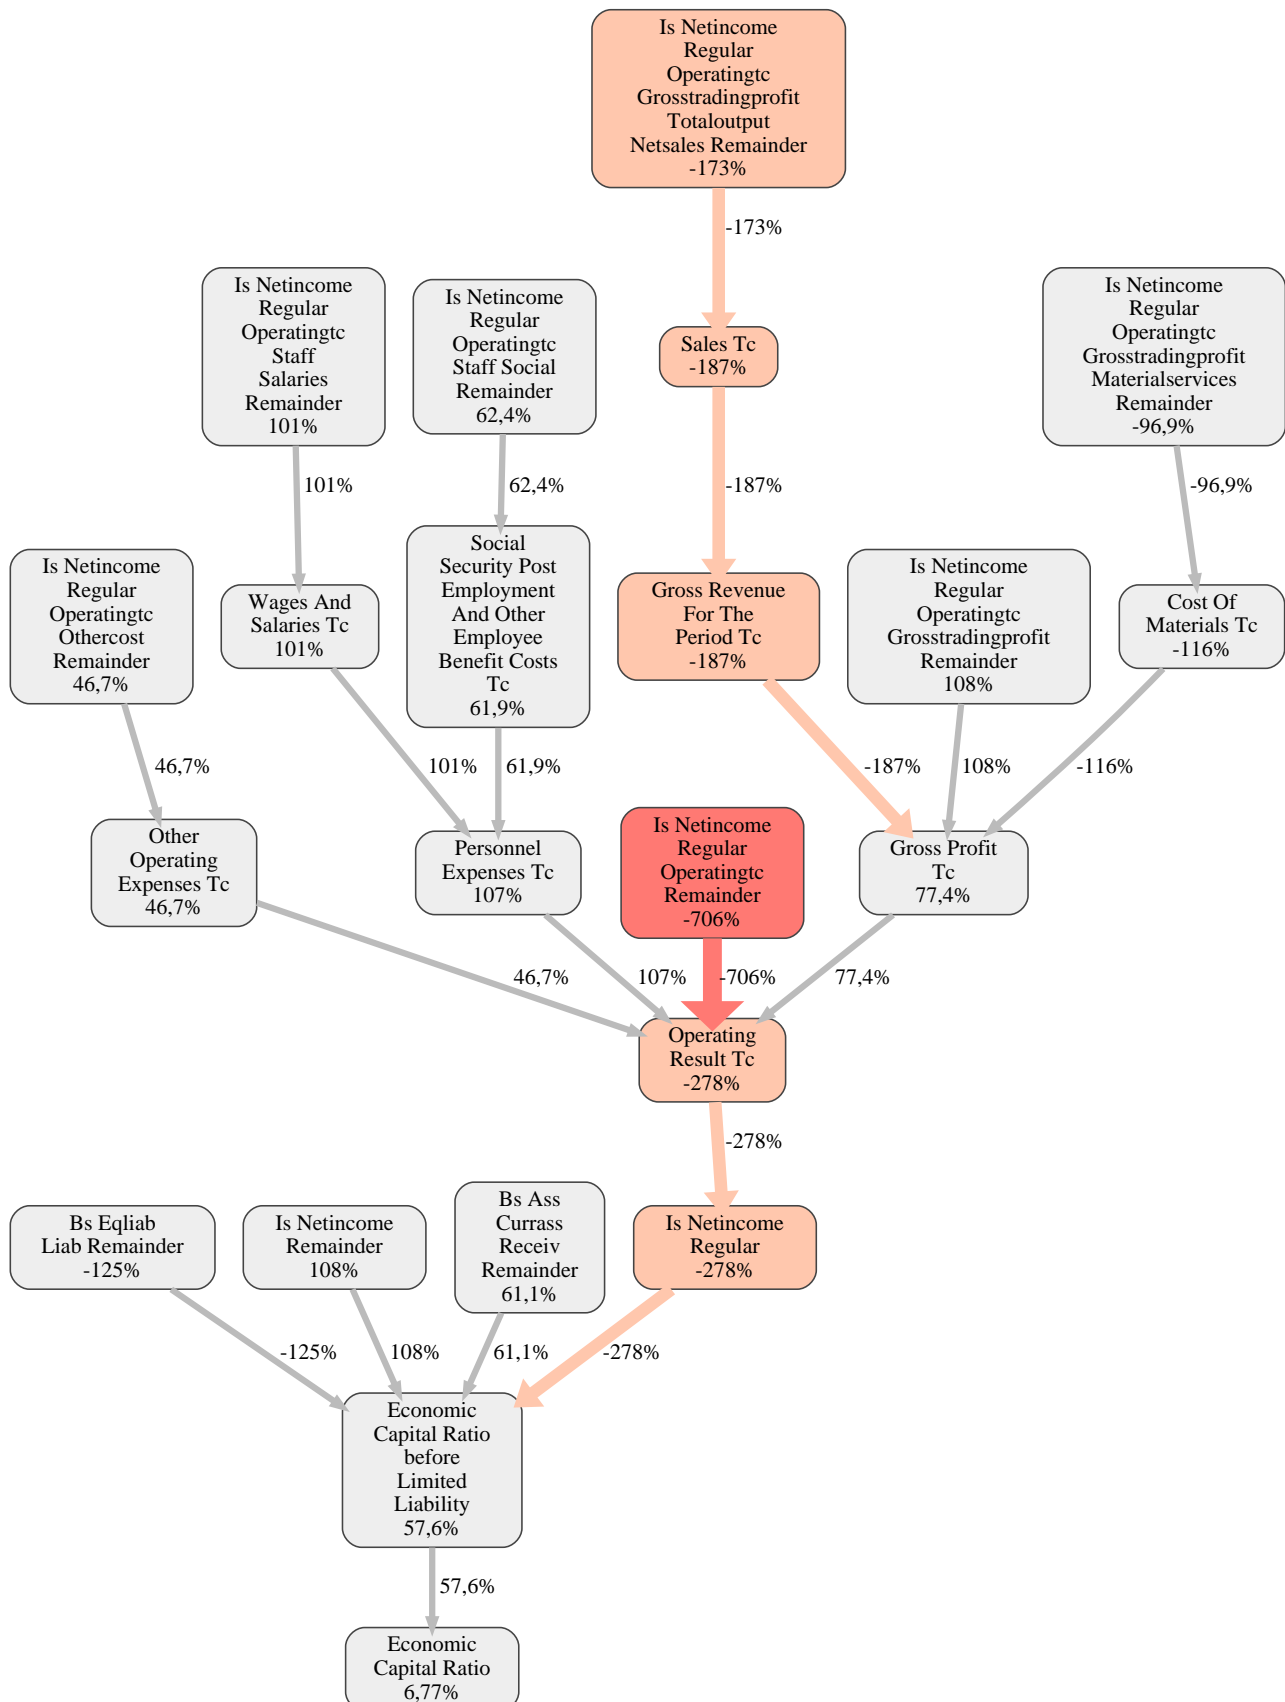 Is Netincome
Regular
Operatingtc
Grosstradingprofit
Totaloutput
Netsales Remainder
-173%
-173%
Is Netincome
Regular
Operatingtc
Staff
Salaries
Remainder
101%
Is Netincome
Regular
Operatingtc
Staff Social
Remainder
62,4%
Sales Tc
-187%
Is Netincome
Regular
Operatingtc
Grosstradingprofit
Materialservices
Remainder
-96,9%
101%
62,4%
-187%
-96,9%
Is Netincome
Regular
Operatingtc
Othercost
Remainder
46,7%
Wages And
Salaries Tc
101%
Social
Security Post
Employment
And Other
Employee
Benefit Costs
Tc
61,9%
Gross Revenue
For The
Period Tc
-187%
Is Netincome
Regular
Operatingtc
Grosstradingprofit
Remainder
108%
Cost Of
Materials Tc
-116%
46,7%
101%
61,9%
-187%
108%
-116%
Other
Operating
Expenses Tc
46,7%
Personnel
Expenses Tc
107%
Is Netincome
Regular
Operatingtc
Remainder
-706%
Gross Profit
Tc
77,4%
46,7%
107%
-706%
77,4%
Operating
Result Tc
-278%
-278%
Bs Eqliab
Liab Remainder
-125%
Is Netincome
Remainder
108%
Bs Ass
Currass
Receiv
Remainder
61,1%
Is Netincome
Regular
-278%
-125%
108%
61,1%
-278%
Economic
Capital Ratio
before
Limited
Liability
57,6%
57,6%
Economic
Capital Ratio
6,77%